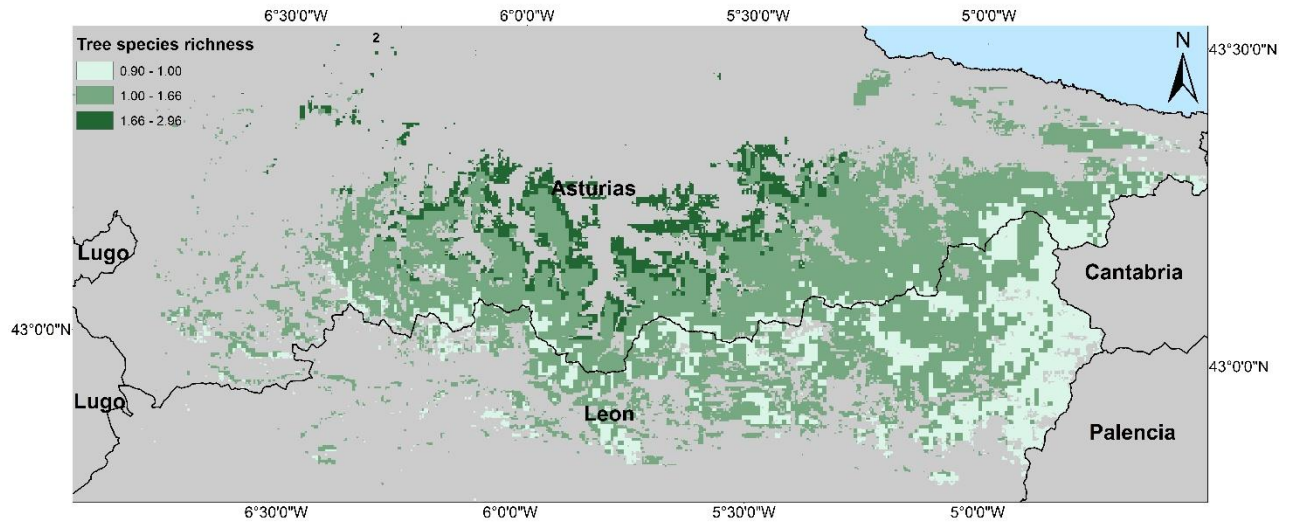 6°30'0"W 6°0'0"W 5°30'0"W 5°0'0"W
2
Tree species richness
N
43°30'0"N
0.90 - 1.00
1.00 - 1.66
1.66 - 2.96
Asturias
Lugo
Cantabria
43°0'0"N
43°0'0"N
Lugo
Leon
Palencia
6°30'0"W 6°0'0"W 5°30'0"W 5°0'0"W